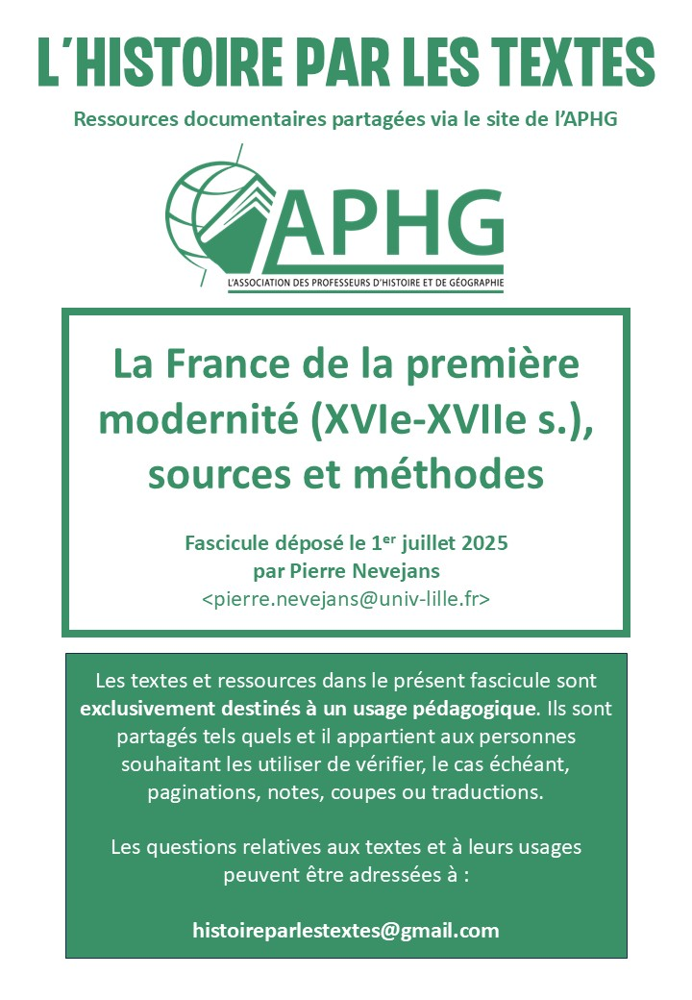 L'HISTOIRE PAR LES TEXTES
Ressources documentaires partagées via le site de l'APHG
APHG
L'ASSOCIATION DES PROFESSEURS D'HISTOIRE ET DE GÉOGRAPHIE
La France de la première
modernité (XVIe-XVIIe s.),
sources et méthodes
Fascicule déposé le 1er juillet 2025
par Pierre Nevejans
<pierre.nevejans@univ-lille.fr>
Les textes et ressources dans le présent fascicule sont
exclusivement destinés à un usage pédagogique. Ils sont
partagés tels quels et il appartient aux personnes
souhaitant les utiliser de vérifier, le cas échéant,
paginations, notes, coupes ou traductions.
Les questions relatives aux textes et à leurs usages
peuvent être adressées à :
histoireparlestextes@gmail.com